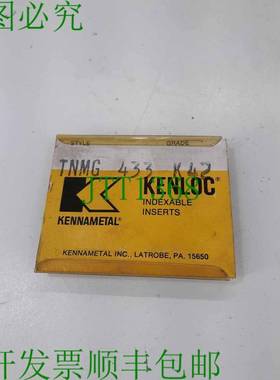 图必究
STYLE GRADE
TNMG 433 K42
KENLOC®
INDEXABLE
INSERTS
KENNAMETAL®
KENNAMETAL INC., LATROBE, PA. 15650
开发票顺丰包邮